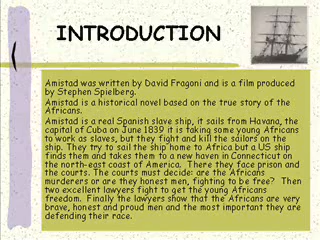 INTRODUCTION
Amistad was written by David Fragoni and is a film produced
by Stephen Spielberg.
Amistad is a historical novel based on the true story of the
Africans.
Amistad is a real Spanish slave ship, it sails from Havana, the
capital of Cuba on June 1839 it is taking some young Africans
to work as slaves, but they fight and kill the sailors on the
ship. They try to sail the ship home to Africa but a US ship
finds them and takes them to a new haven in Connecticut on
the north-east coast of America. There they face prison and
the courts. The courts must decide: are the Africans
murderers or are they honest men, fighting to be free? Then
two excellent lawyers fight to get the young Africans
freedom. Finally the lawyers show that the Africans are very
brave, honest and proud men and the most important they are
defending their race.